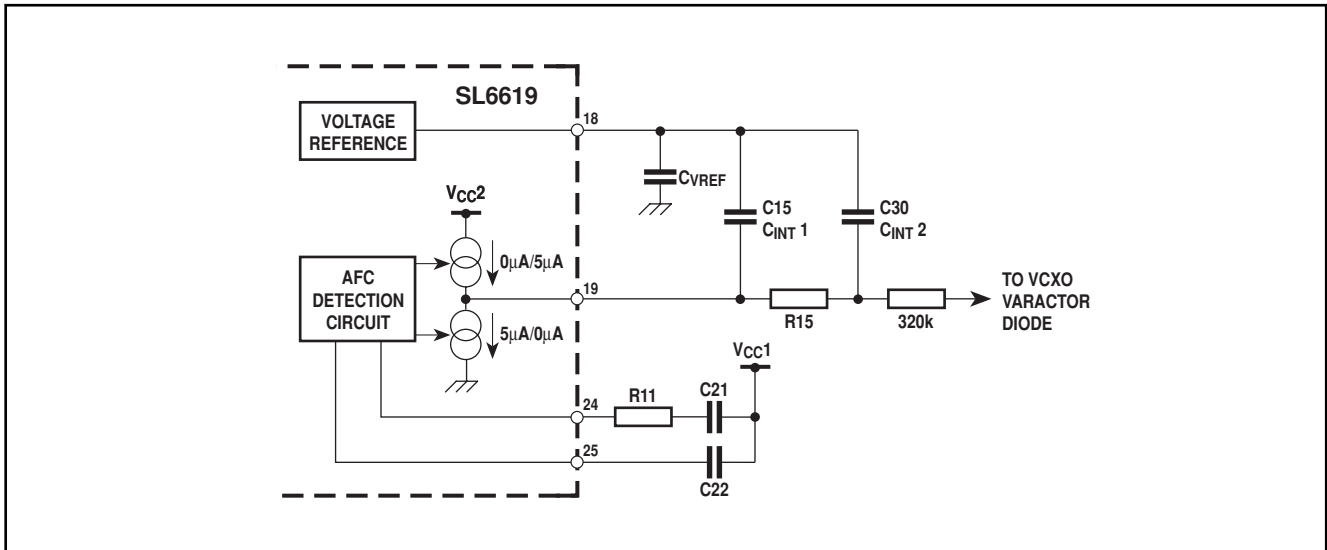 SL6619
VOLTAGE
REFERENCE
18
CVREF
C15
CINT 1
C30
CINT 2
VCC2
0µA/5µA
AFC
DETECTION
CIRCUIT
19
5µA/0µA
R15
320k
TO VCXO
VARACTOR
DIODE
VCC1
24
R11
C21
25
C22